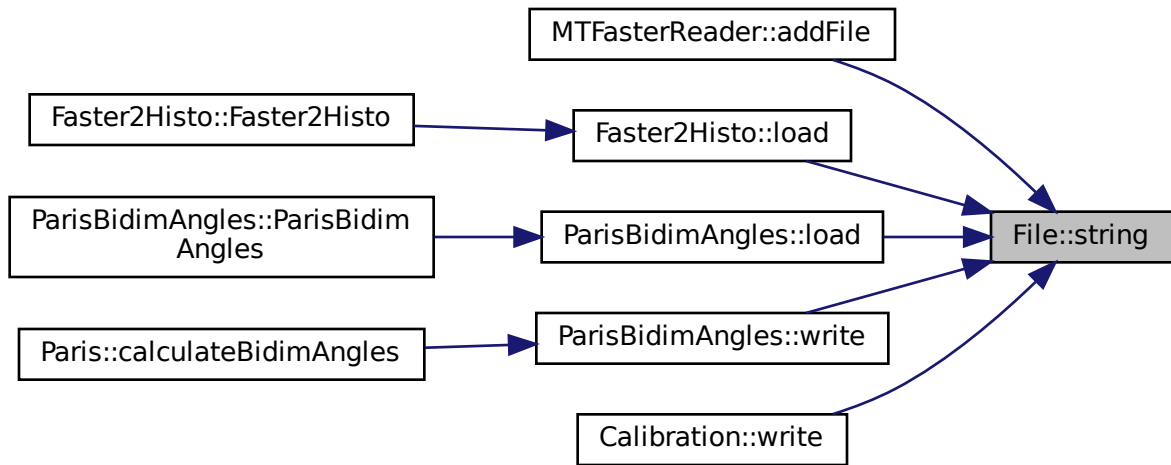 MTFasterReader::addFile
Faster2Histo::Faster2Histo
Faster2Histo::load
ParisBidimAngles::ParisBidim
Angles
ParisBidimAngles::load
File::string
Paris::calculateBidimAngles
ParisBidimAngles::write
Calibration::write